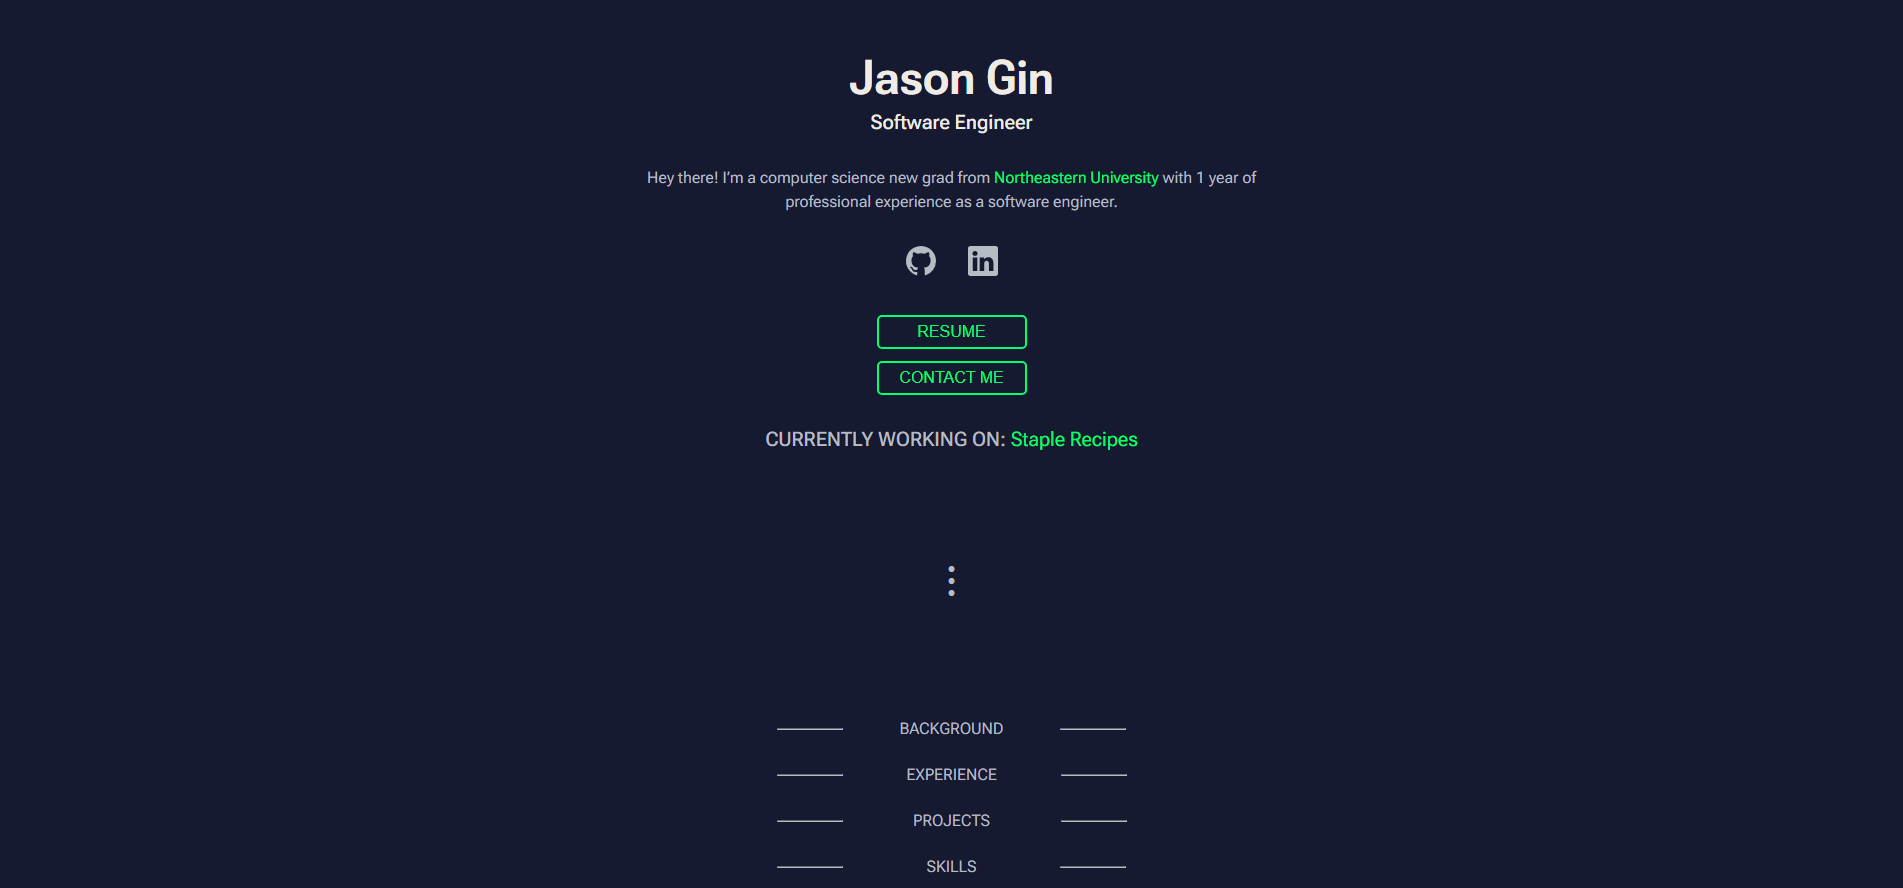 Jason Gin
Software Engineer
Hey there! I’m a computer science new grad from Northeastern University with 1 year of
professional experience as a software engineer.
in
RESUME
CONTACT ME
CURRENTLY WORKING ON: Staple Recipes
BACKGROUND
EXPERIENCE
PROJECTS
SKILLS